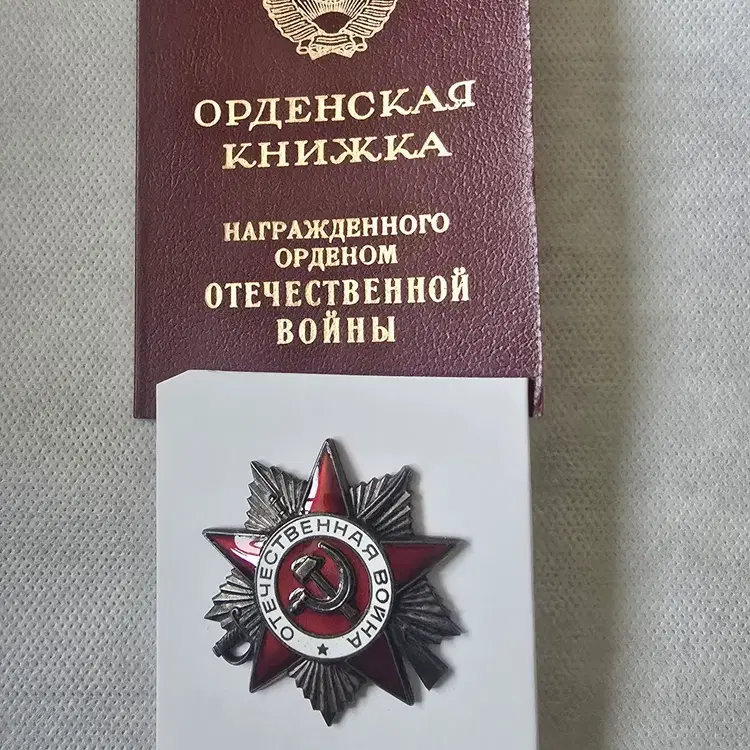 ОРДЕНСКАЯ
КНИЖКА
НАГРАЖДЕННОГО
ОРДЕНОМ
ОТЕЧЕСТВЕННОЙ
ВОЙНЫ
ОТЕЧЕСТВЕННАЯ ВОЙНА